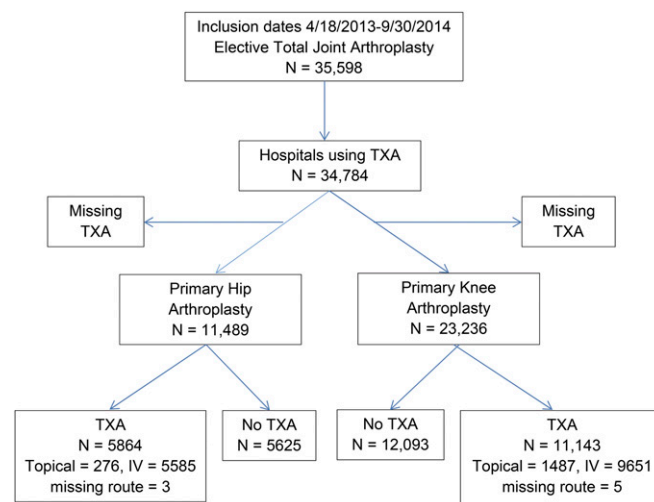 Inclusion dates 4/18/2013-9/30/2014
Elective Total Joint Arthroplasty
N = 35,598
Hospitals using TXA
N = 34,784
Missing
TXA
Missing
TXA
Primary Hip
Arthroplasty
N = 11,489
Primary Knee
Arthroplasty
N = 23,236
TXA
N = 5864
Topical = 276, IV = 5585
missing route = 3
No TXA
N = 5625
No TXA
N = 12,093
TXA
N = 11,143
Topical = 1487, IV = 9651
missing route = 5